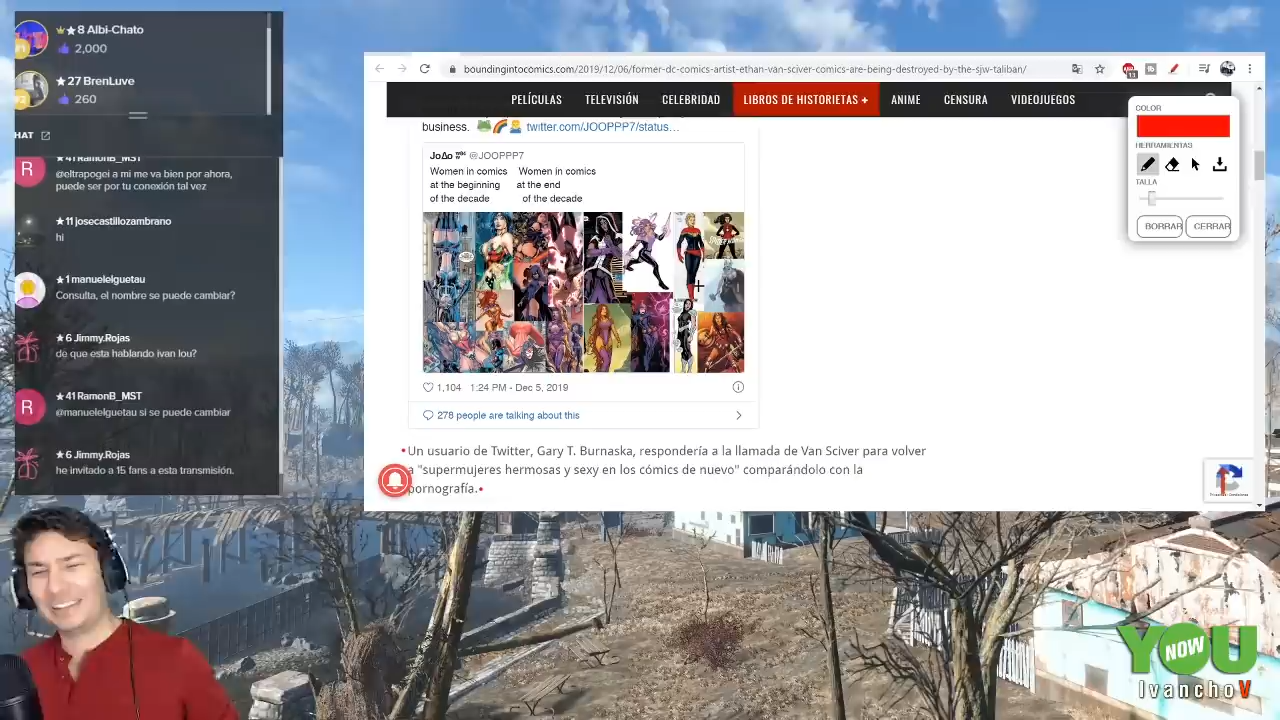 8 Albi-Chato
2,000
27 BrenLuve
260
HAT
41 RamonB_MST
@eltrapogei a mi me va bien por ahora,
puede ser por tu conexión tal vez
11 josecastillozambrano
hi
1 manuelelguetau
Consulta, el nombre se puede cambiar?
6 Jimmy.Rojas
de que esta hablando ivan lou?
R
41 RamonB_MST
@manuelelguetau si se puede cambiar
6 Jimmy.Rojas
he invitado a 15 fans a esta transmisión.
boundingintocomics.com/2019/12/06/former-dc-comics-artist-ethan-van-sciver-comics-are-being-destroyed-by-the-sjw-taliban/
13
PELÍCULAS TELEVISIÓN CELEBRIDAD LIBROS DE HISTORIETAS + ANIME CENSURA VIDEOJUEGOS
business. twitter.com/JOOPPP7/status…
@JOOPPP7
Women in comics Women in comics
at the beginning at the end
of the decade of the decade
1,104 1:24 PM - Dec 5, 2019
278 people are talking about this
Un usuario de Twitter, Gary T. Burnaska, respondería a la llamada de Van Sciver para volver
a "supermujeres hermosas y sexy en los cómics de nuevo" comparándolo con la
pornografía.
COLOR
HERRAMIENTAS
TALLA
BORRAR CERRAR
YOU
NOW
IvanchoV